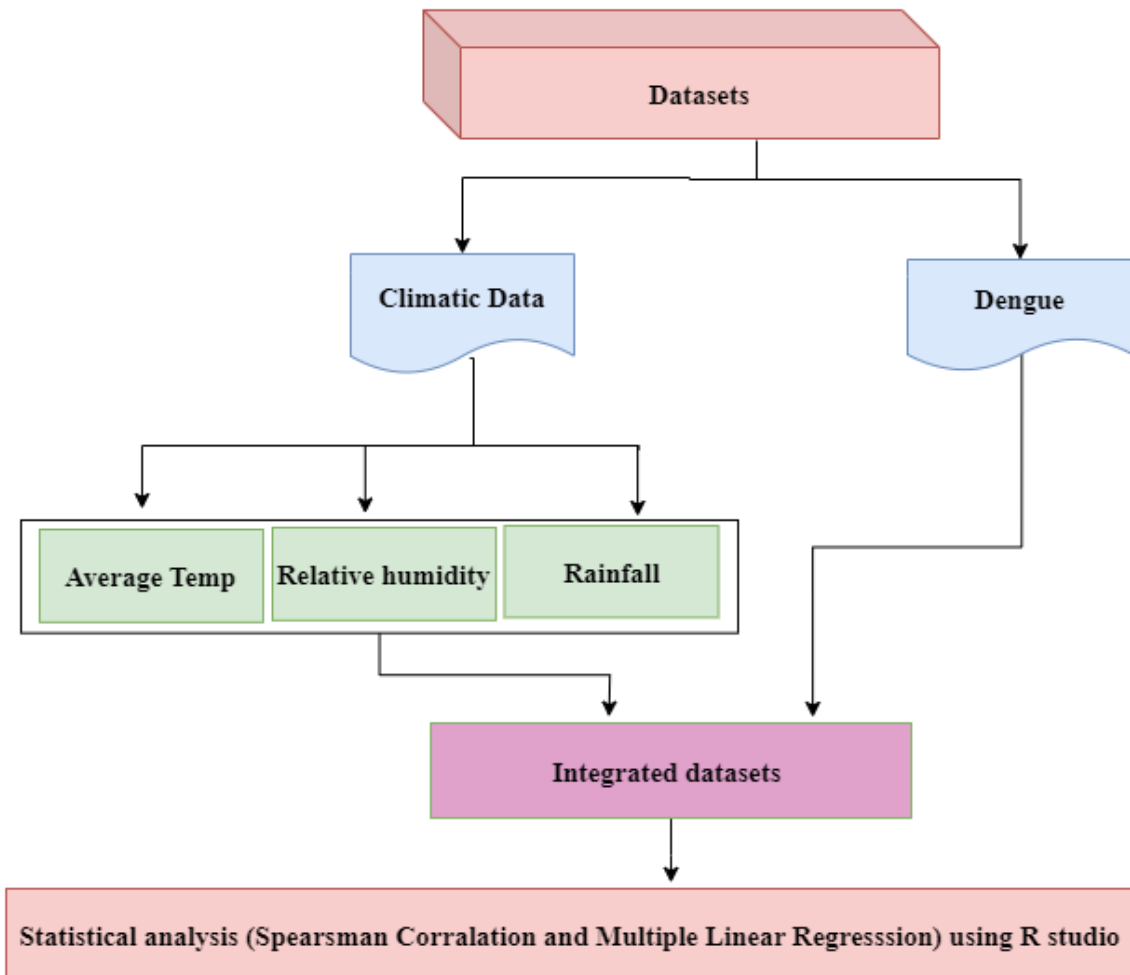 Datasets
Climatic Data
Dengue
Average Temp
Relative humidity
Rainfall
Integrated datasets
Statistical analysis (Spearsman Corralation and Multiple Linear Regresssion) using R studio